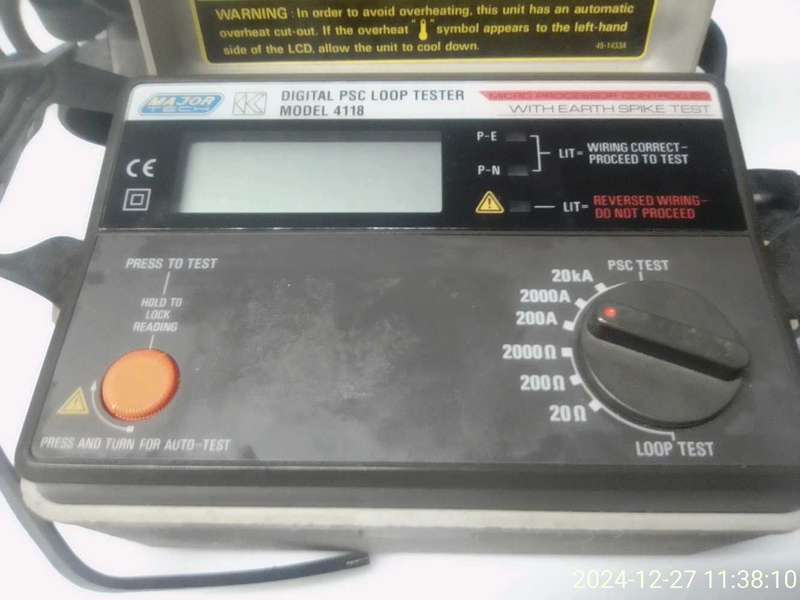 WARNING: In order to avoid overheating, this unit has an automatic
overheat cut-out. If the overheat " " symbol appears to the left-hand
side of the LCD, allow the unit to cool down.
45-1433A
MAJOR
TECH
DIGITAL PSC LOOP TESTER
MODEL 4118
MICRO PROCESSOR CONTROLLED
WITH EARTH SPIKE TEST
CE
P-E
P-N
LIT= WIRING CORRECT-
PROCEED TO TEST
LIT= REVERSED WIRING-
DO NOT PROCEED
PRESS TO TEST
HOLD TO
LOCK
READING
PRESS AND TURN FOR AUTO-TEST
PSC TEST
20kA
2000A
200A
2000Ω
200Ω
20Ω
LOOP TEST
2024-12-27 11:38:10